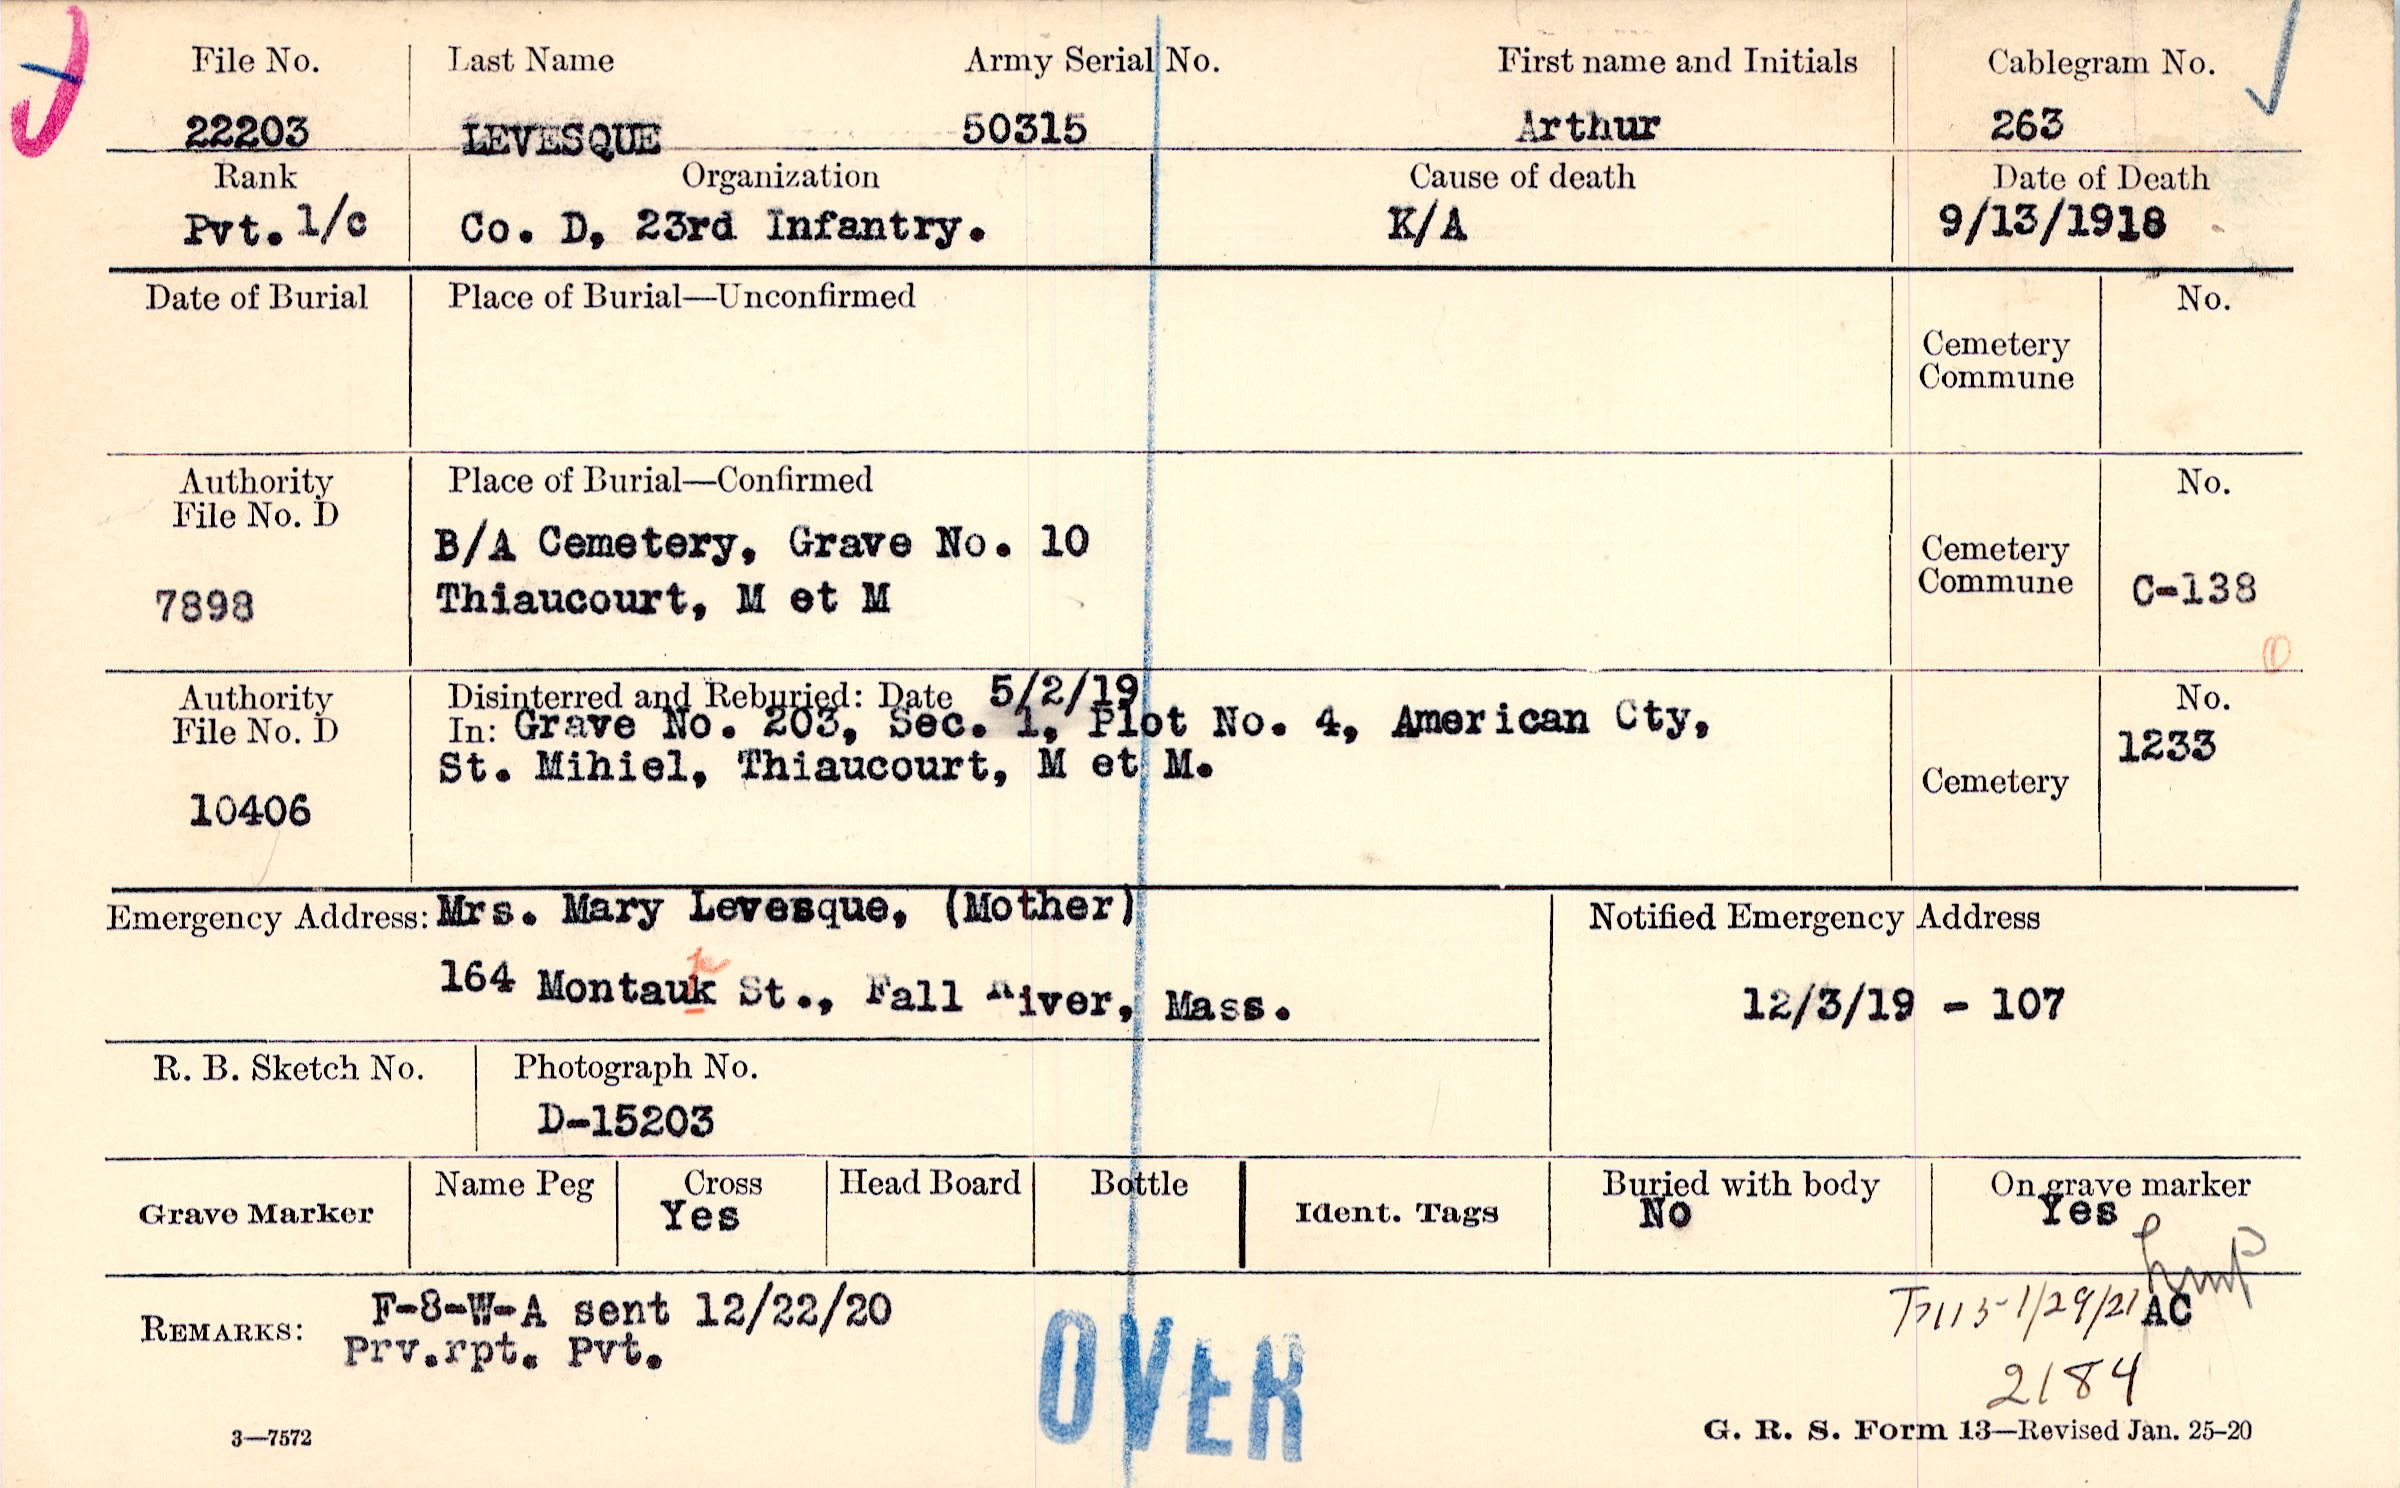 File No. Last Name Army Serial No. First name and Initials Cablegram No.
22203 LEVESQUE 50315 Arthur 263
Rank Organization Cause of death Date of Death
Pvt. 1/c Co. D, 23rd Infantry. K/A 9/13/1918
Date of Burial Place of Burial—Unconfirmed No.
Cemetery
Commune
Authority Place of Burial—Confirmed No.
File No. D
B/A Cemetery, Grave No. 10
Cemetery
7898 Thiaucourt, M et M Commune C-138
Authority Disinterred and Reburied: Date 5/2/19 No.
File No. D In: Grave No. 203, Sec. 1, Plot No. 4, American Cty, 1233
St. Mihiel, Thiaucourt, M et M. Cemetery
10406
Emergency Address: Mrs. Mary Levesque, (Mother) Notified Emergency Address
164 Montauk St., Fall River, Mass. 12/3/19 - 107
R. B. Sketch No. Photograph No.
D-15203
Name Peg Cross Head Board Bottle Buried with body On grave marker
Grave Marker Yes Ident. Tags No Yes
REMARKS: F-8-W-A sent 12/22/20 1/29/21 AC
Prv.rpt. Pvt.
OVER
2184
3—7572 G. R. S. Form 13—Revised Jan. 25-20